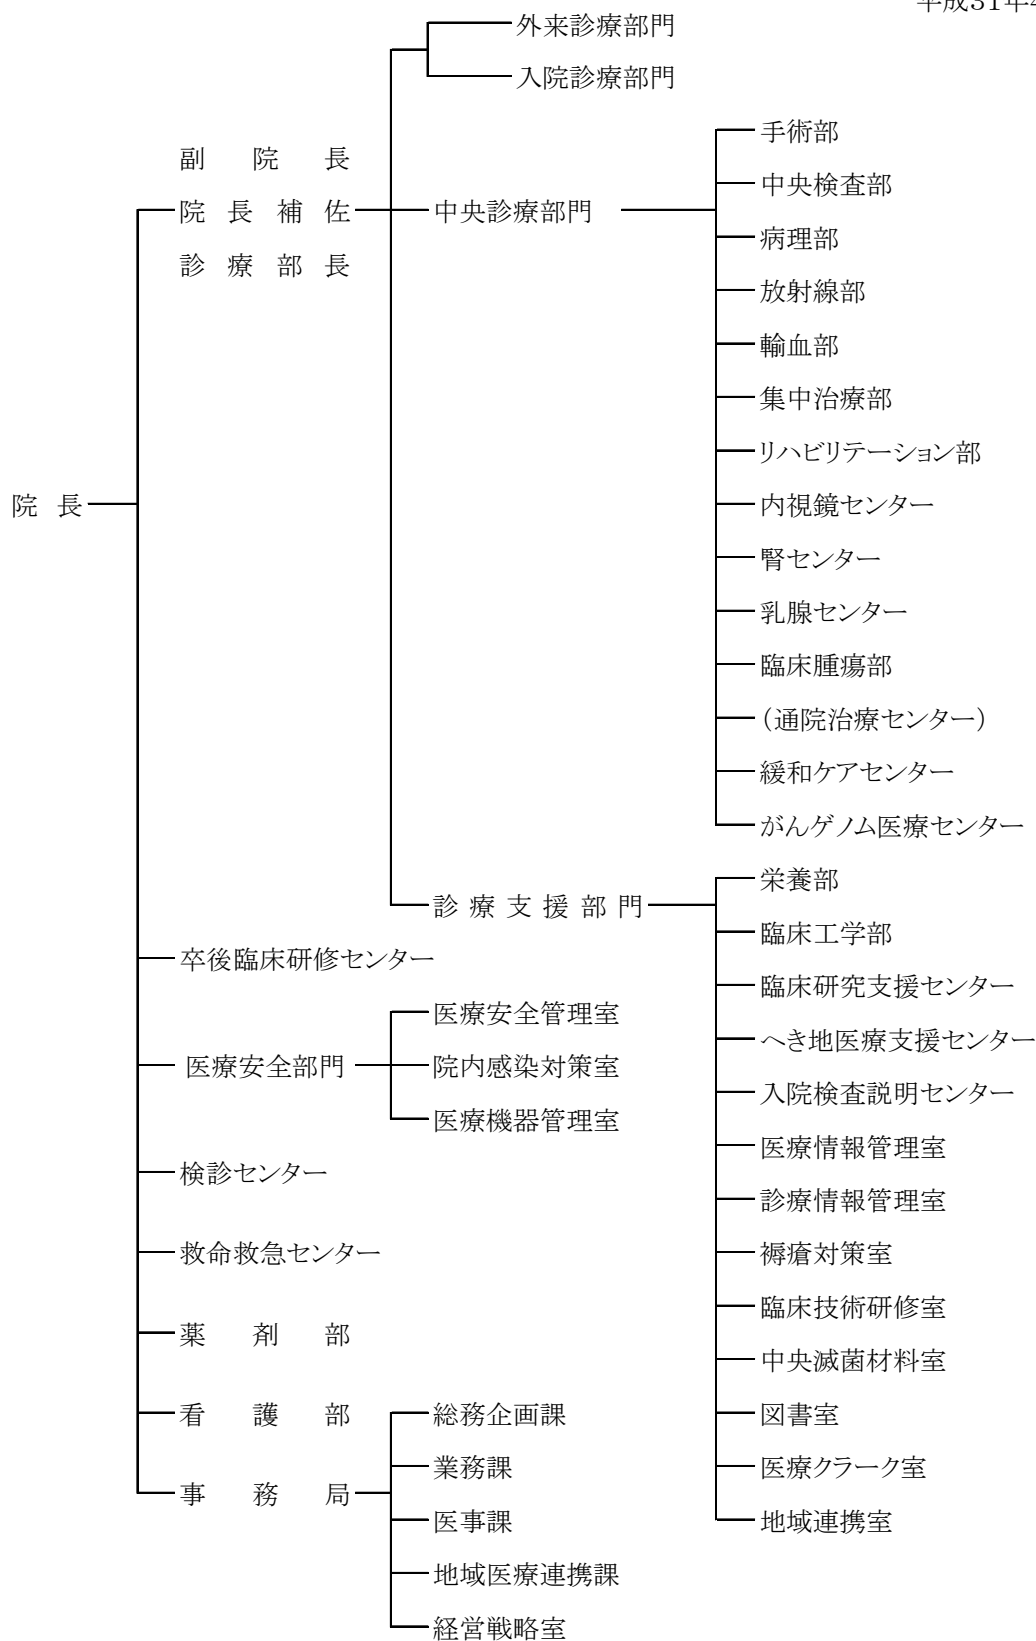 平成31年4
外来診療部門
入院診療部門
副院長
院長補佐
診療部長
中央診療部門
手術部
中央検査部
病理部
放射線部
輸血部
集中治療部
リハビリテーション部
内視鏡センター
腎センター
乳腺センター
臨床腫瘍部
（通院治療センター）
緩和ケアセンター
がんゲノム医療センター
院長
診療支援部門
栄養部
臨床工学部
臨床研究支援センター
へき地医療支援センター
入院検査説明センター
医療情報管理室
診療情報管理室
褥瘡対策室
臨床技術研修室
中央滅菌材料室
図書室
医療クラーク室
地域連携室
卒後臨床研修センター
医療安全部門
医療安全管理室
院内感染対策室
医療機器管理室
検診センター
救命救急センター
薬剤部
看護部
事務局
総務企画課
業務課
医事課
地域医療連携課
経営戦略室